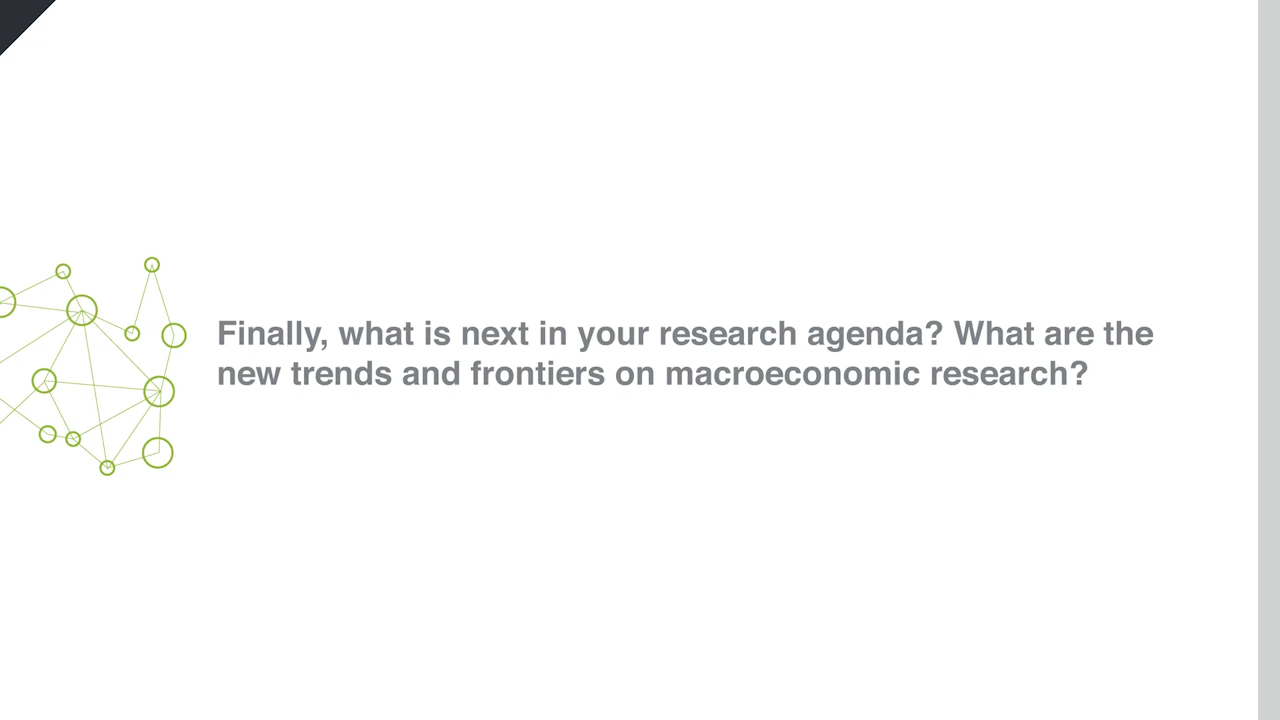 Finally, what is next in your research agenda? What are the
new trends and frontiers on macroeconomic research?